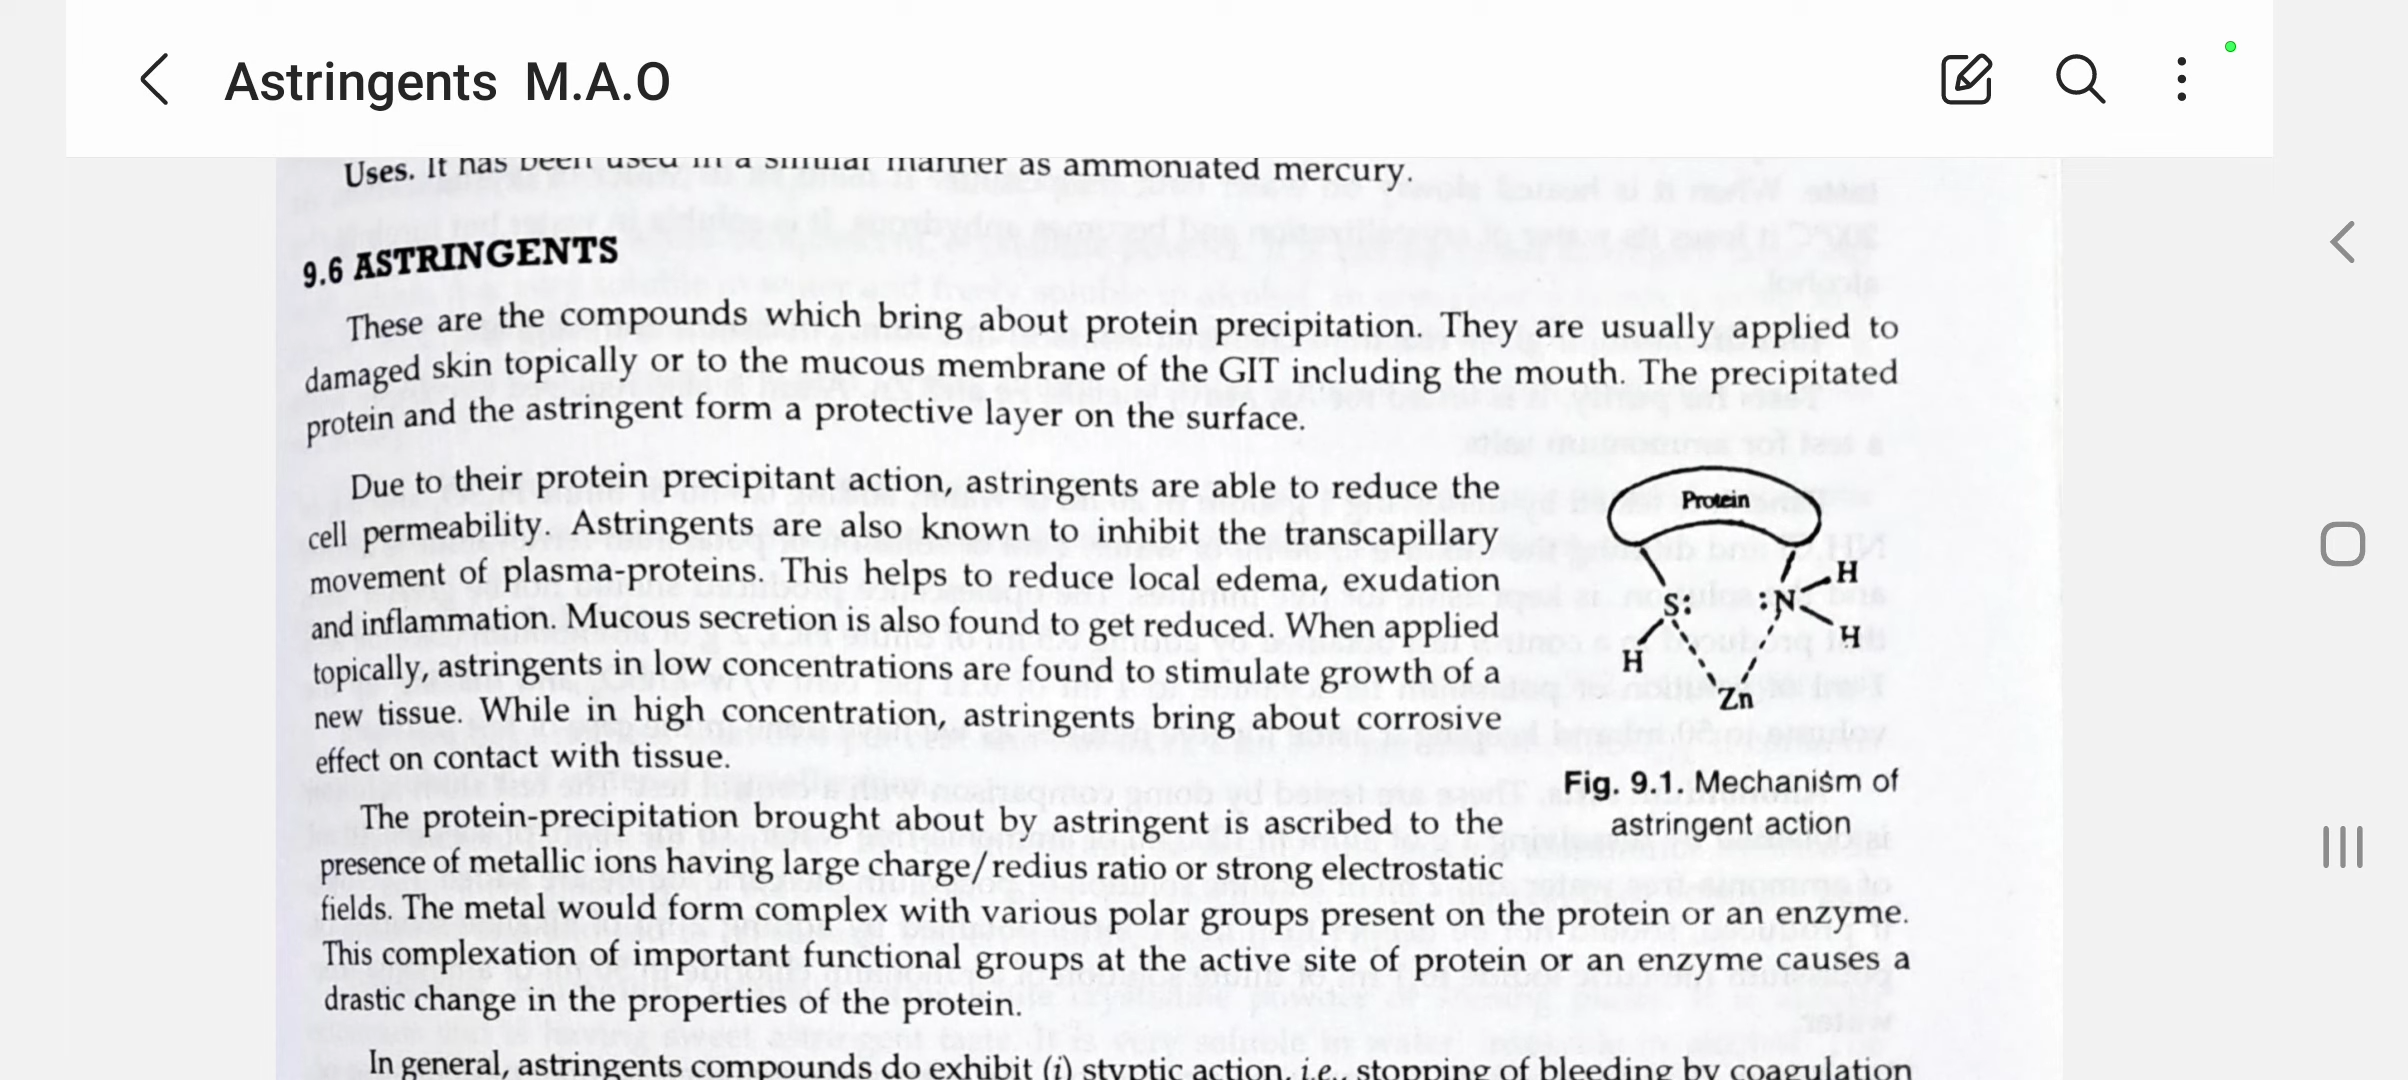 Astringents M.A.O
Uses. It has been used in a similar manner as ammoniated mercury.
9.6 ASTRINGENTS
These are the compounds which bring about protein precipitation. They are usually applied to
damaged skin topically or to the mucous membrane of the GIT including the mouth. The precipitated
protein and the astringent form a protective layer on the surface.
Due to their protein precipitant action, astringents are able to reduce the
cell permeability. Astringents are also known to inhibit the transcapillary
movement of plasma-proteins. This helps to reduce local edema, exudation
and inflammation. Mucous secretion is also found to get reduced. When applied
topically, astringents in low concentrations are found to stimulate growth of a
new tissue. While in high concentration, astringents bring about corrosive
effect on contact with tissue.
Protein
S: :N H
H
H
Zn
Fig. 9.1. Mechanism of
astringent action
The protein-precipitation brought about by astringent is ascribed to the
presence of metallic ions having large charge/redius ratio or strong electrostatic
fields. The metal would form complex with various polar groups present on the protein or an enzyme.
This complexation of important functional groups at the active site of protein or an enzyme causes a
drastic change in the properties of the protein.
In general, astringents compounds do exhibit (i) styptic action, i.e., stopping of bleeding by coagulation